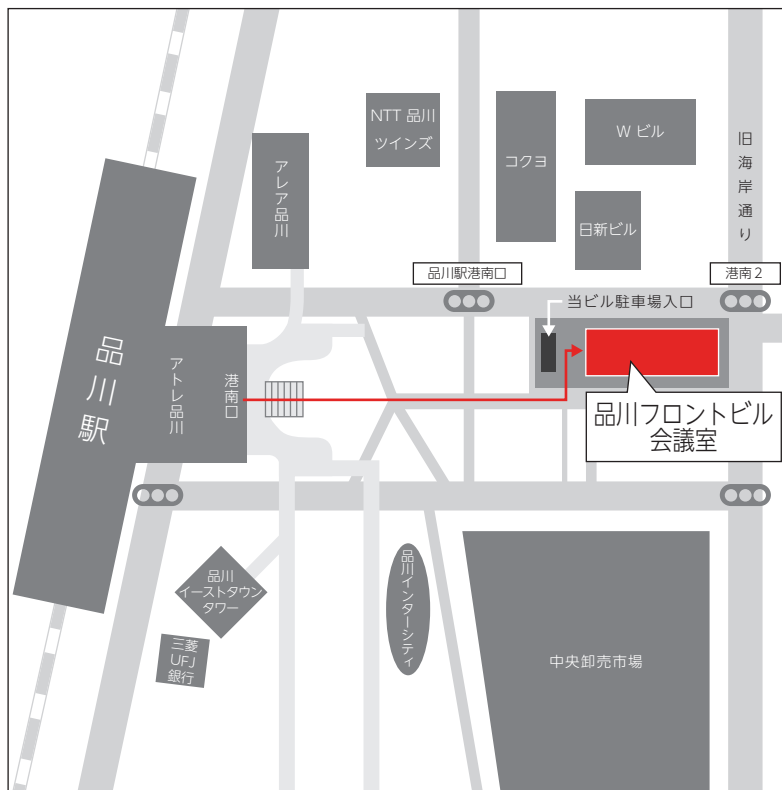 NTT 品川
ツインズ
コクヨ
W ビル
旧海岸通り
アレア品川
日新ビル
品川駅港南口
港南２
当ビル駐車場入口
品川駅
アトレ品川
港南口
品川フロントビル
会議室
品川
イーストタウン
タワー
品川インターシティ
三菱
UFJ
銀行
中央卸売市場